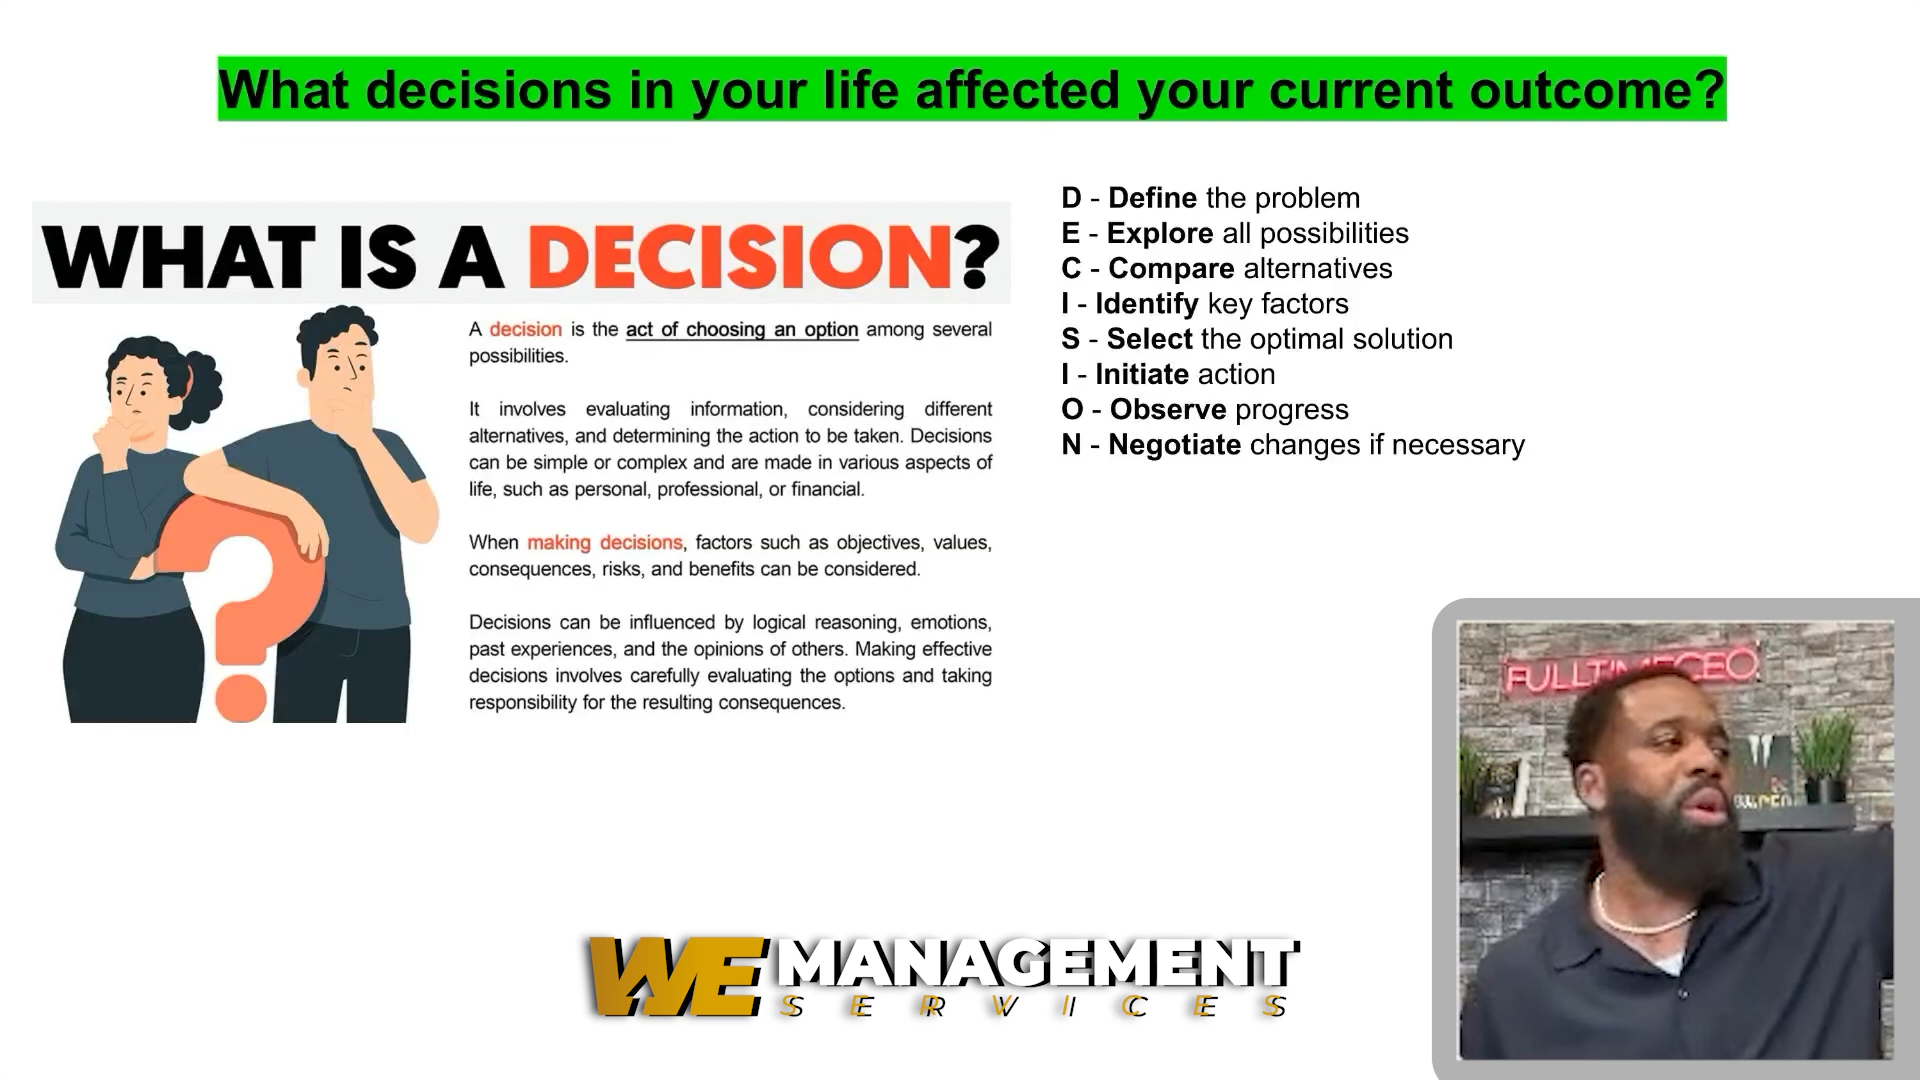 What decisions in your life affected your current outcome?
WHAT IS A DECISION?
A decision is the act of choosing an option among several
possibilities.
It involves evaluating information, considering different
alternatives, and determining the action to be taken. Decisions
can be simple or complex and are made in various aspects of
life, such as personal, professional, or financial.
When making decisions, factors such as objectives, values,
consequences, risks, and benefits can be considered.
Decisions can be influenced by logical reasoning, emotions,
past experiences, and the opinions of others. Making effective
decisions involves carefully evaluating the options and taking
responsibility for the resulting consequences.
D - Define the problem
E - Explore all possibilities
C - Compare alternatives
I - Identify key factors
S - Select the optimal solution
I - Initiate action
O - Observe progress
N - Negotiate changes if necessary
FULLTIMECEO
WE MANAGEMENT
SERVICES